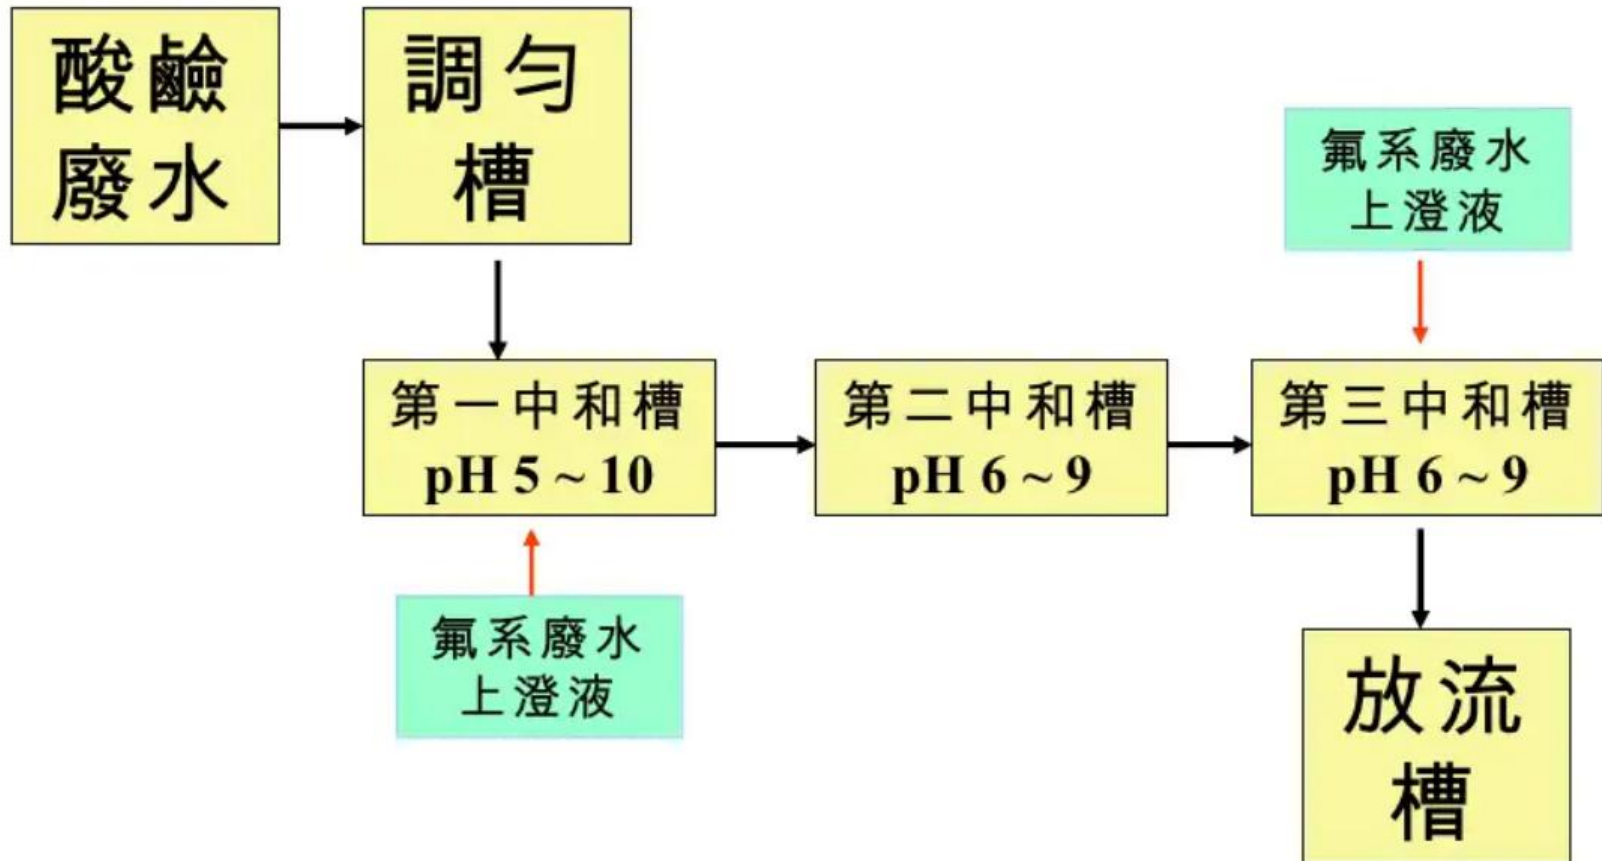 酸鹼
廢水
調勻
槽
氟系廢水
上澄液
第一中和槽
pH 5 ~ 10
第二中和槽
pH 6 ~ 9
第三中和槽
pH 6 ~ 9
氟系廢水
上澄液
放流
槽